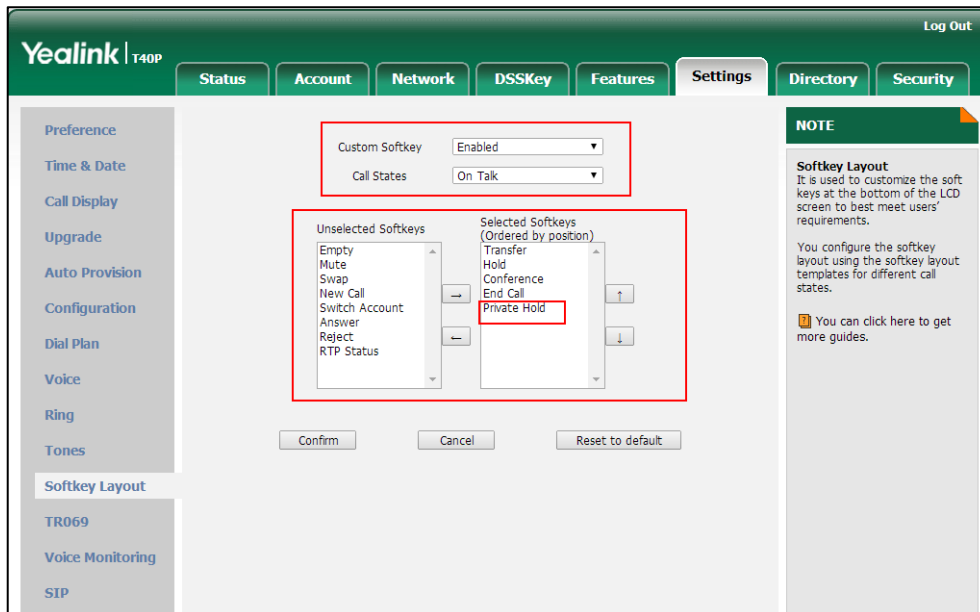 Log Out
Yealink T40P
Status Account Network DSSKey Features Settings Directory Security
Preference
Time & Date
Call Display
Upgrade
Auto Provision
Configuration
Dial Plan
Voice
Ring
Tones
Softkey Layout
TR069
Voice Monitoring
SIP
Custom Softkey Enabled
Call States On Talk
Unselected Softkeys
Empty
Mute
Swap
New Call
Switch Account
Answer
Reject
RTP Status
→
←
Selected Softkeys
(Ordered by position)
Transfer
Hold
Conference
End Call
Private Hold
↑
↓
Confirm Cancel Reset to default
NOTE
Softkey Layout
It is used to customize the soft
keys at the bottom of the LCD
screen to best meet users'
requirements.
You configure the softkey
layout using the softkey layout
templates for different call
states.
You can click here to get
more guides.